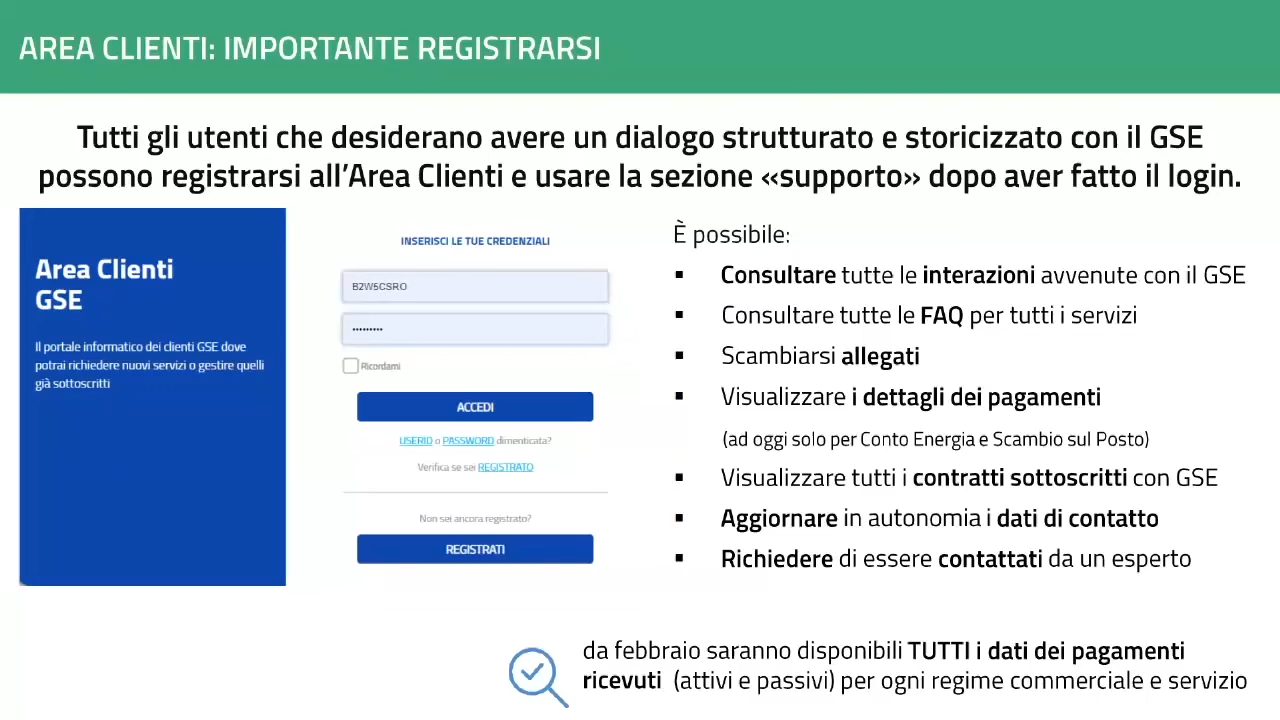 AREA CLIENTI: IMPORTANTE REGISTRARSI
Tutti gli utenti che desiderano avere un dialogo strutturato e storicizzato con il GSE
possono registrarsi all’Area Clienti e usare la sezione «supporto» dopo aver fatto il login.
Area Clienti
GSE
Il portale informatico dei clienti GSE dove
potrai richiedere nuovi servizi o gestire quelli
già sottoscritti
INSERISCI LE TUE CREDENZIALI
B2W5CSRO
•••••••••
Ricordami
ACCEDI
USERID o PASSWORD dimenticata?
Verifica se sei REGISTRATO
Non sei ancora registrato?
REGISTRATI
È possibile:
▪ Consultare tutte le interazioni avvenute con il GSE
▪ Consultare tutte le FAQ per tutti i servizi
▪ Scambiarsi allegati
▪ Visualizzare i dettagli dei pagamenti
(ad oggi solo per Conto Energia e Scambio sul Posto)
▪ Visualizzare tutti i contratti sottoscritti con GSE
▪ Aggiornare in autonomia i dati di contatto
▪ Richiedere di essere contattati da un esperto
da febbraio saranno disponibili TUTTI i dati dei pagamenti
ricevuti (attivi e passivi) per ogni regime commerciale e servizio